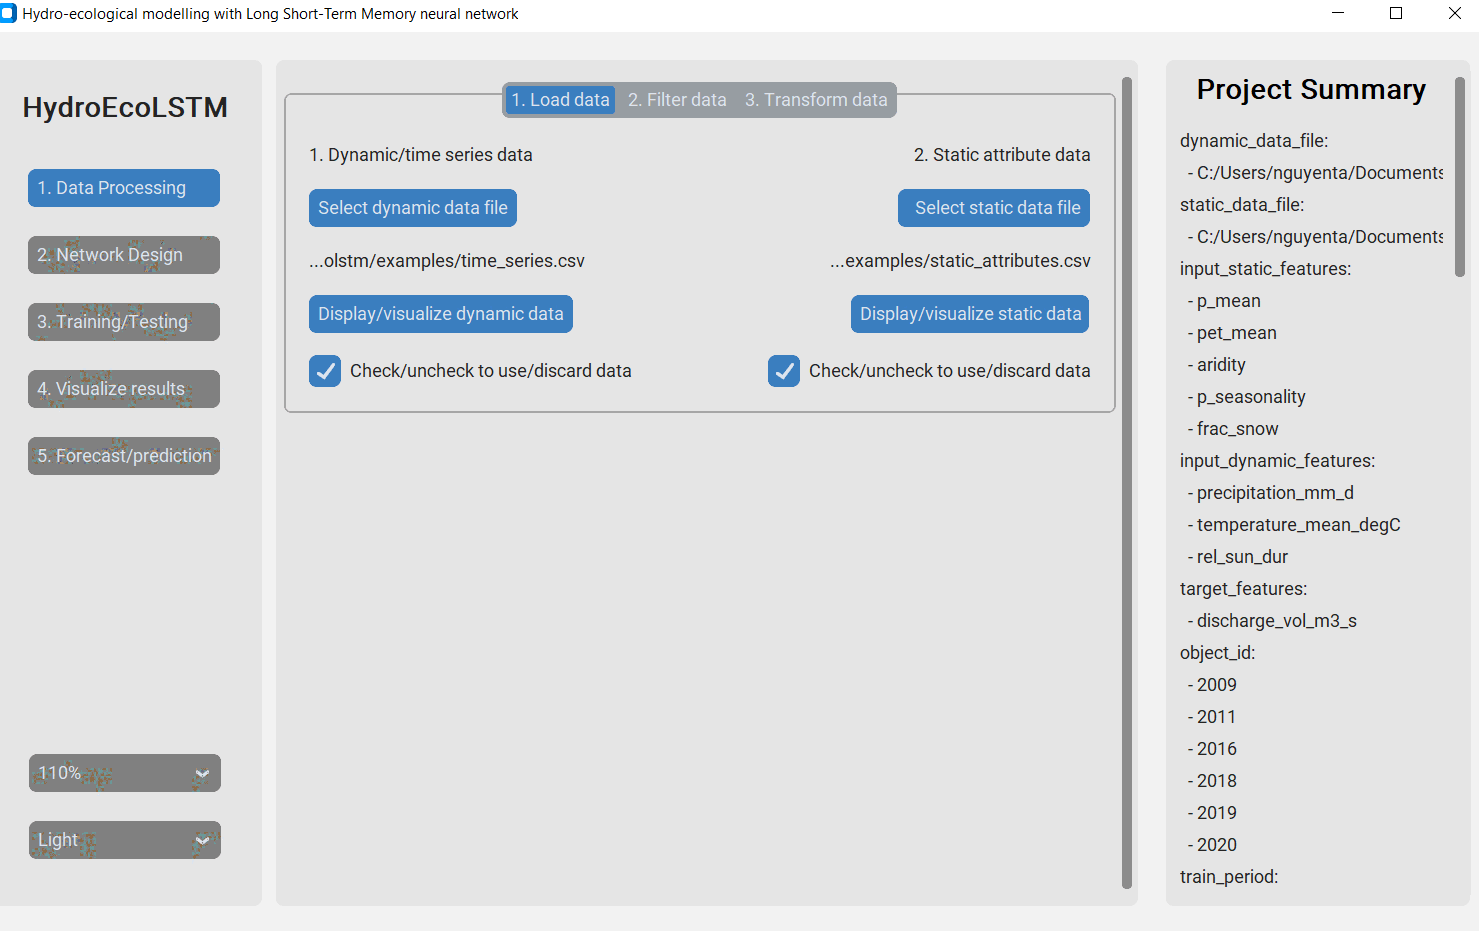 Hydro-ecological modelling with Long Short-Term Memory neural network
HydroEcoLSTM
1. Data Processing
2. Network Design
3. Training/Testing
4. Visualize results
5. Forecast/prediction
110%
Light
1. Load data
2. Filter data
3. Transform data
1. Dynamic/time series data
Select dynamic data file
...olstm/examples/time_series.csv
Display/visualize dynamic data
Check/uncheck to use/discard data
2. Static attribute data
Select static data file
...examples/static_attributes.csv
Display/visualize static data
Check/uncheck to use/discard data
Project Summary
dynamic_data_file:
- C:/Users/nguyenta/Documents
static_data_file:
- C:/Users/nguyenta/Documents
input_static_features:
- p_mean
- pet_mean
- aridity
- p_seasonality
- frac_snow
input_dynamic_features:
- precipitation_mm_d
- temperature_mean_degC
- rel_sun_dur
target_features:
- discharge_vol_m3_s
object_id:
- 2009
- 2011
- 2016
- 2018
- 2019
- 2020
train_period: